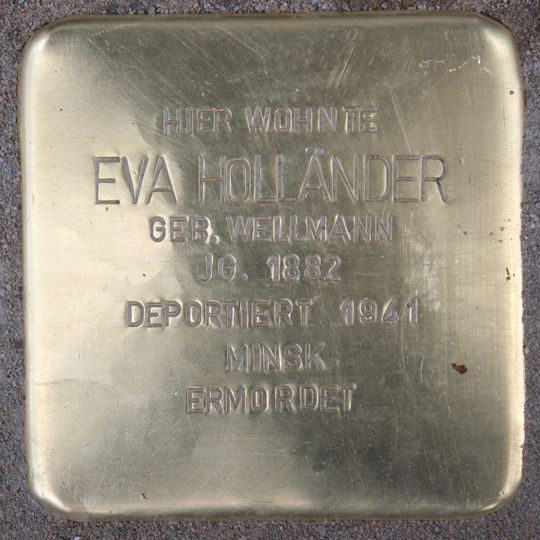 HIER WOHNTE
EVA HOLLÄNDER
GEB. WELLMANN
JG. 1882
DEPORTIERT 1941
MINSK
ERMORDET